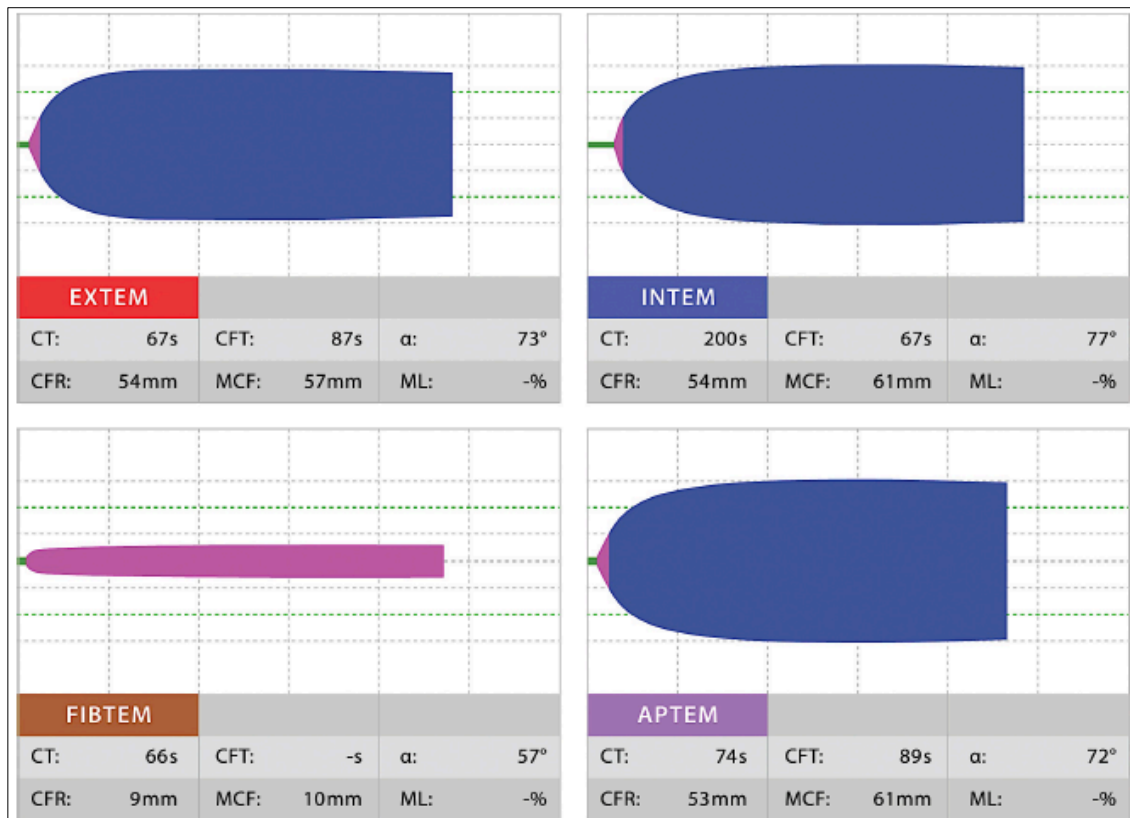 EXTEM
CT: 67s CFT: 87s α: 73°
CFR: 54mm MCF: 57mm ML: -%
INTEM
CT: 200s CFT: 67s α: 77°
CFR: 54mm MCF: 61mm ML: -%
FIBTEM
CT: 66s CFT: -s α: 57°
CFR: 9mm MCF: 10mm ML: -%
APTEM
CT: 74s CFT: 89s α: 72°
CFR: 53mm MCF: 61mm ML: -%